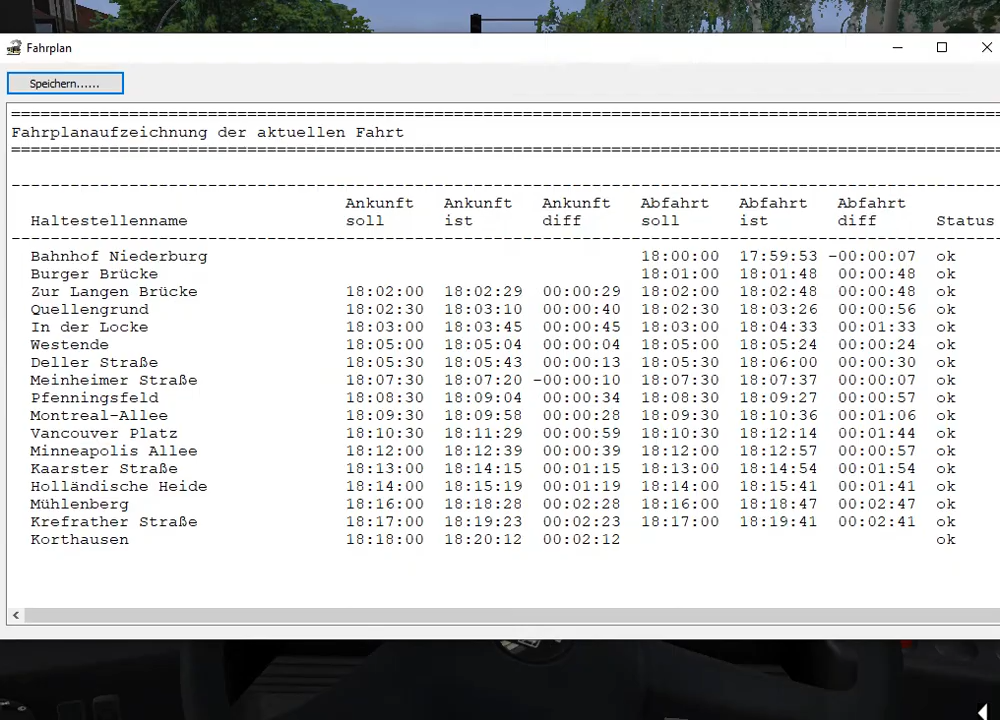 Fahrplan
Speichern......
====================================================================================================
Fahrplanaufzeichnung der aktuellen Fahrt
====================================================================================================
----------------------------------------------------------------------------------------------------
Ankunft Ankunft Ankunft Abfahrt Abfahrt Abfahrt
Haltestellenname soll ist diff soll ist diff Status
----------------------------------------------------------------------------------------------------
Bahnhof Niederburg 18:00:00 17:59:53 -00:00:07 ok
Burger Brücke 18:01:00 18:01:48 00:00:48 ok
Zur Langen Brücke 18:02:00 18:02:29 00:00:29 18:02:00 18:02:48 00:00:48 ok
Quellengrund 18:02:30 18:03:10 00:00:40 18:02:30 18:03:26 00:00:56 ok
In der Locke 18:03:00 18:03:45 00:00:45 18:03:00 18:04:33 00:01:33 ok
Westende 18:05:00 18:05:04 00:00:04 18:05:00 18:05:24 00:00:24 ok
Deller Straße 18:05:30 18:05:43 00:00:13 18:05:30 18:06:00 00:00:30 ok
Meinheimer Straße 18:07:30 18:07:20 -00:00:10 18:07:30 18:07:37 00:00:07 ok
Pfenningsfeld 18:08:30 18:09:04 00:00:34 18:08:30 18:09:27 00:00:57 ok
Montreal-Allee 18:09:30 18:09:58 00:00:28 18:09:30 18:10:36 00:01:06 ok
Vancouver Platz 18:10:30 18:11:29 00:00:59 18:10:30 18:12:14 00:01:44 ok
Minneapolis Allee 18:12:00 18:12:39 00:00:39 18:12:00 18:12:57 00:00:57 ok
Kaarster Straße 18:13:00 18:14:15 00:01:15 18:13:00 18:14:54 00:01:54 ok
Holländische Heide 18:14:00 18:15:19 00:01:19 18:14:00 18:15:41 00:01:41 ok
Mühlenberg 18:16:00 18:18:28 00:02:28 18:16:00 18:18:47 00:02:47 ok
Krefrather Straße 18:17:00 18:19:23 00:02:23 18:17:00 18:19:41 00:02:41 ok
Korthausen 18:18:00 18:20:12 00:02:12 ok